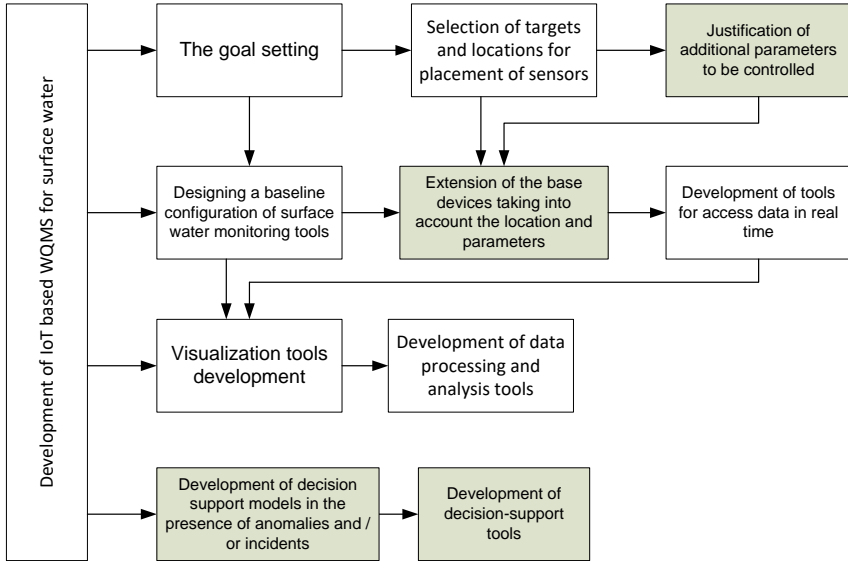 Development of IoT based WQMS for surface water
The goal setting
Selection of targets
and locations for
placement of sensors
Justification of
additional parameters
to be controlled
Designing a baseline
configuration of surface
water monitoring tools
Extension of the base
devices taking into
account the location and
parameters
Development of tools
for access data in real
time
Visualization tools
development
Development of data
processing and
analysis tools
Development of decision
support models in the
presence of anomalies and /
or incidents
Development of
decision-support
tools